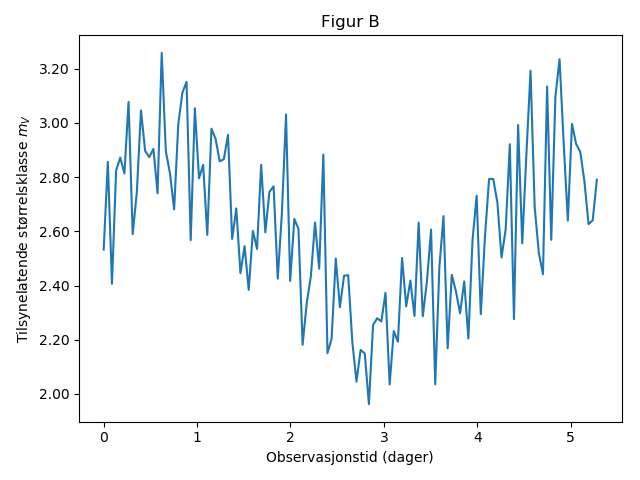 Figur B
Tilsynelatende størrelsklasse m_V
3.20
3.00
2.80
2.60
2.40
2.20
2.00
0 1 2 3 4 5
Observasjonstid (dager)